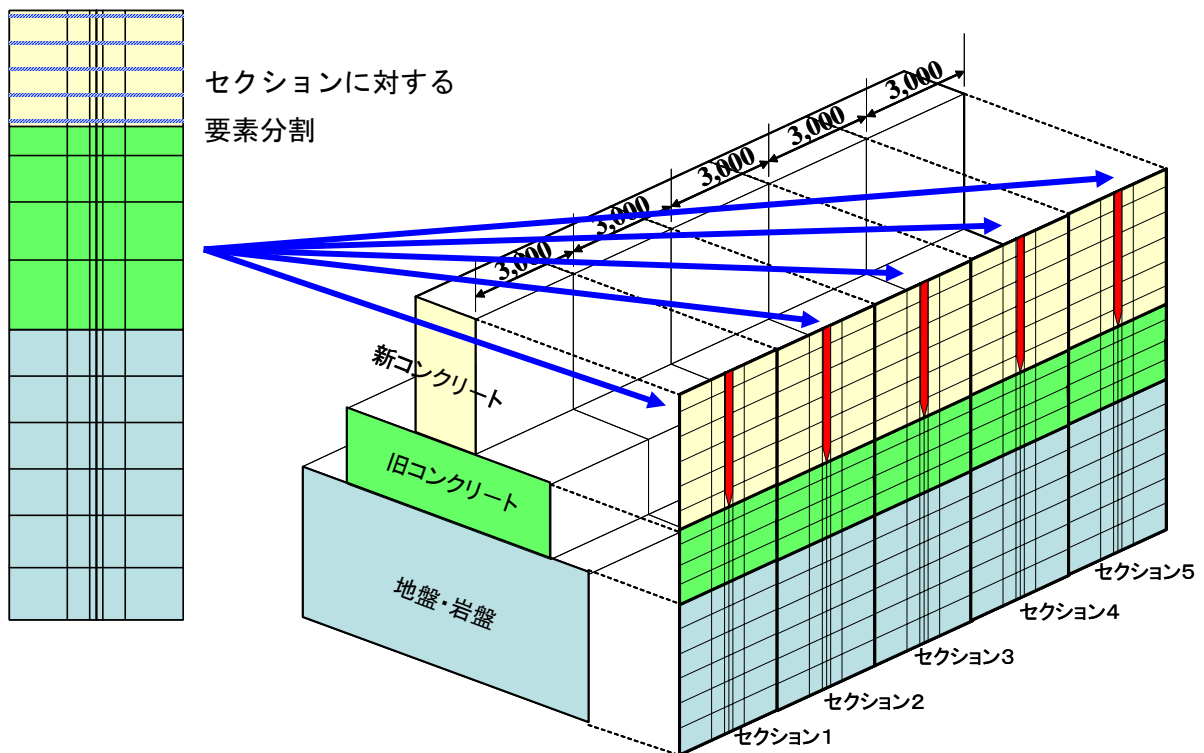 セクションに対する
要素分割
3,000
3,000
3,000
3,000
3,000
新コンクリート
旧コンクリート
地盤・岩盤
セクション5
セクション4
セクション3
セクション2
セクション1